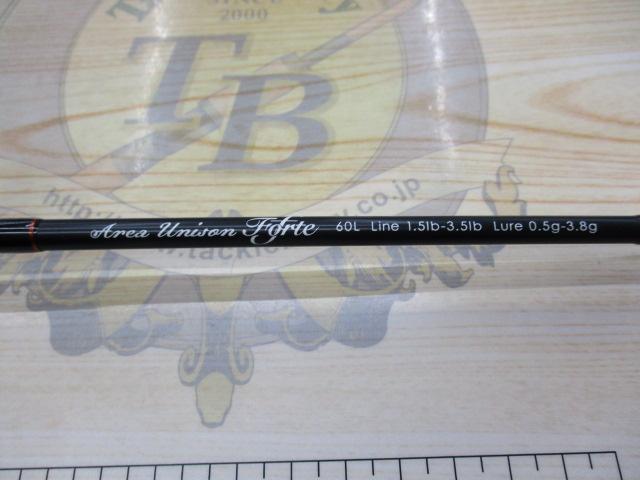 SINCE
2000
TB
http://
.co.jp
Area Unison Forte 60L Line 1.5lb-3.5lb Lure 0.5g-3.8g